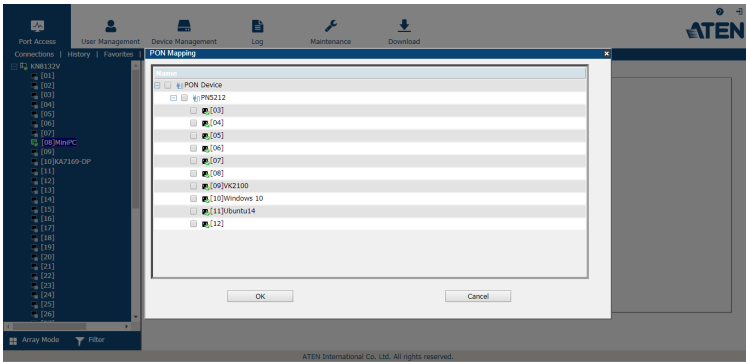 ATEN
Port Access
User Management
Device Management
Log
Maintenance
Download
Connections | History | Favorites |
KN8132V
[01]
[02]
[03]
[04]
[05]
[06]
[07]
[08]MiniPC
[09]
[10]KA7169-DP
[11]
[12]
[13]
[14]
[15]
[16]
[17]
[18]
[19]
[20]
[21]
[22]
[23]
[24]
[25]
[26]
Array Mode
Filter
PON Mapping
Name
PON Device
PN5212
[03]
[04]
[05]
[06]
[07]
[08]
[09]VK2100
[10]Windows 10
[11]Ubuntu14
[12]
OK
Cancel
ATEN International Co. Ltd. All rights reserved.